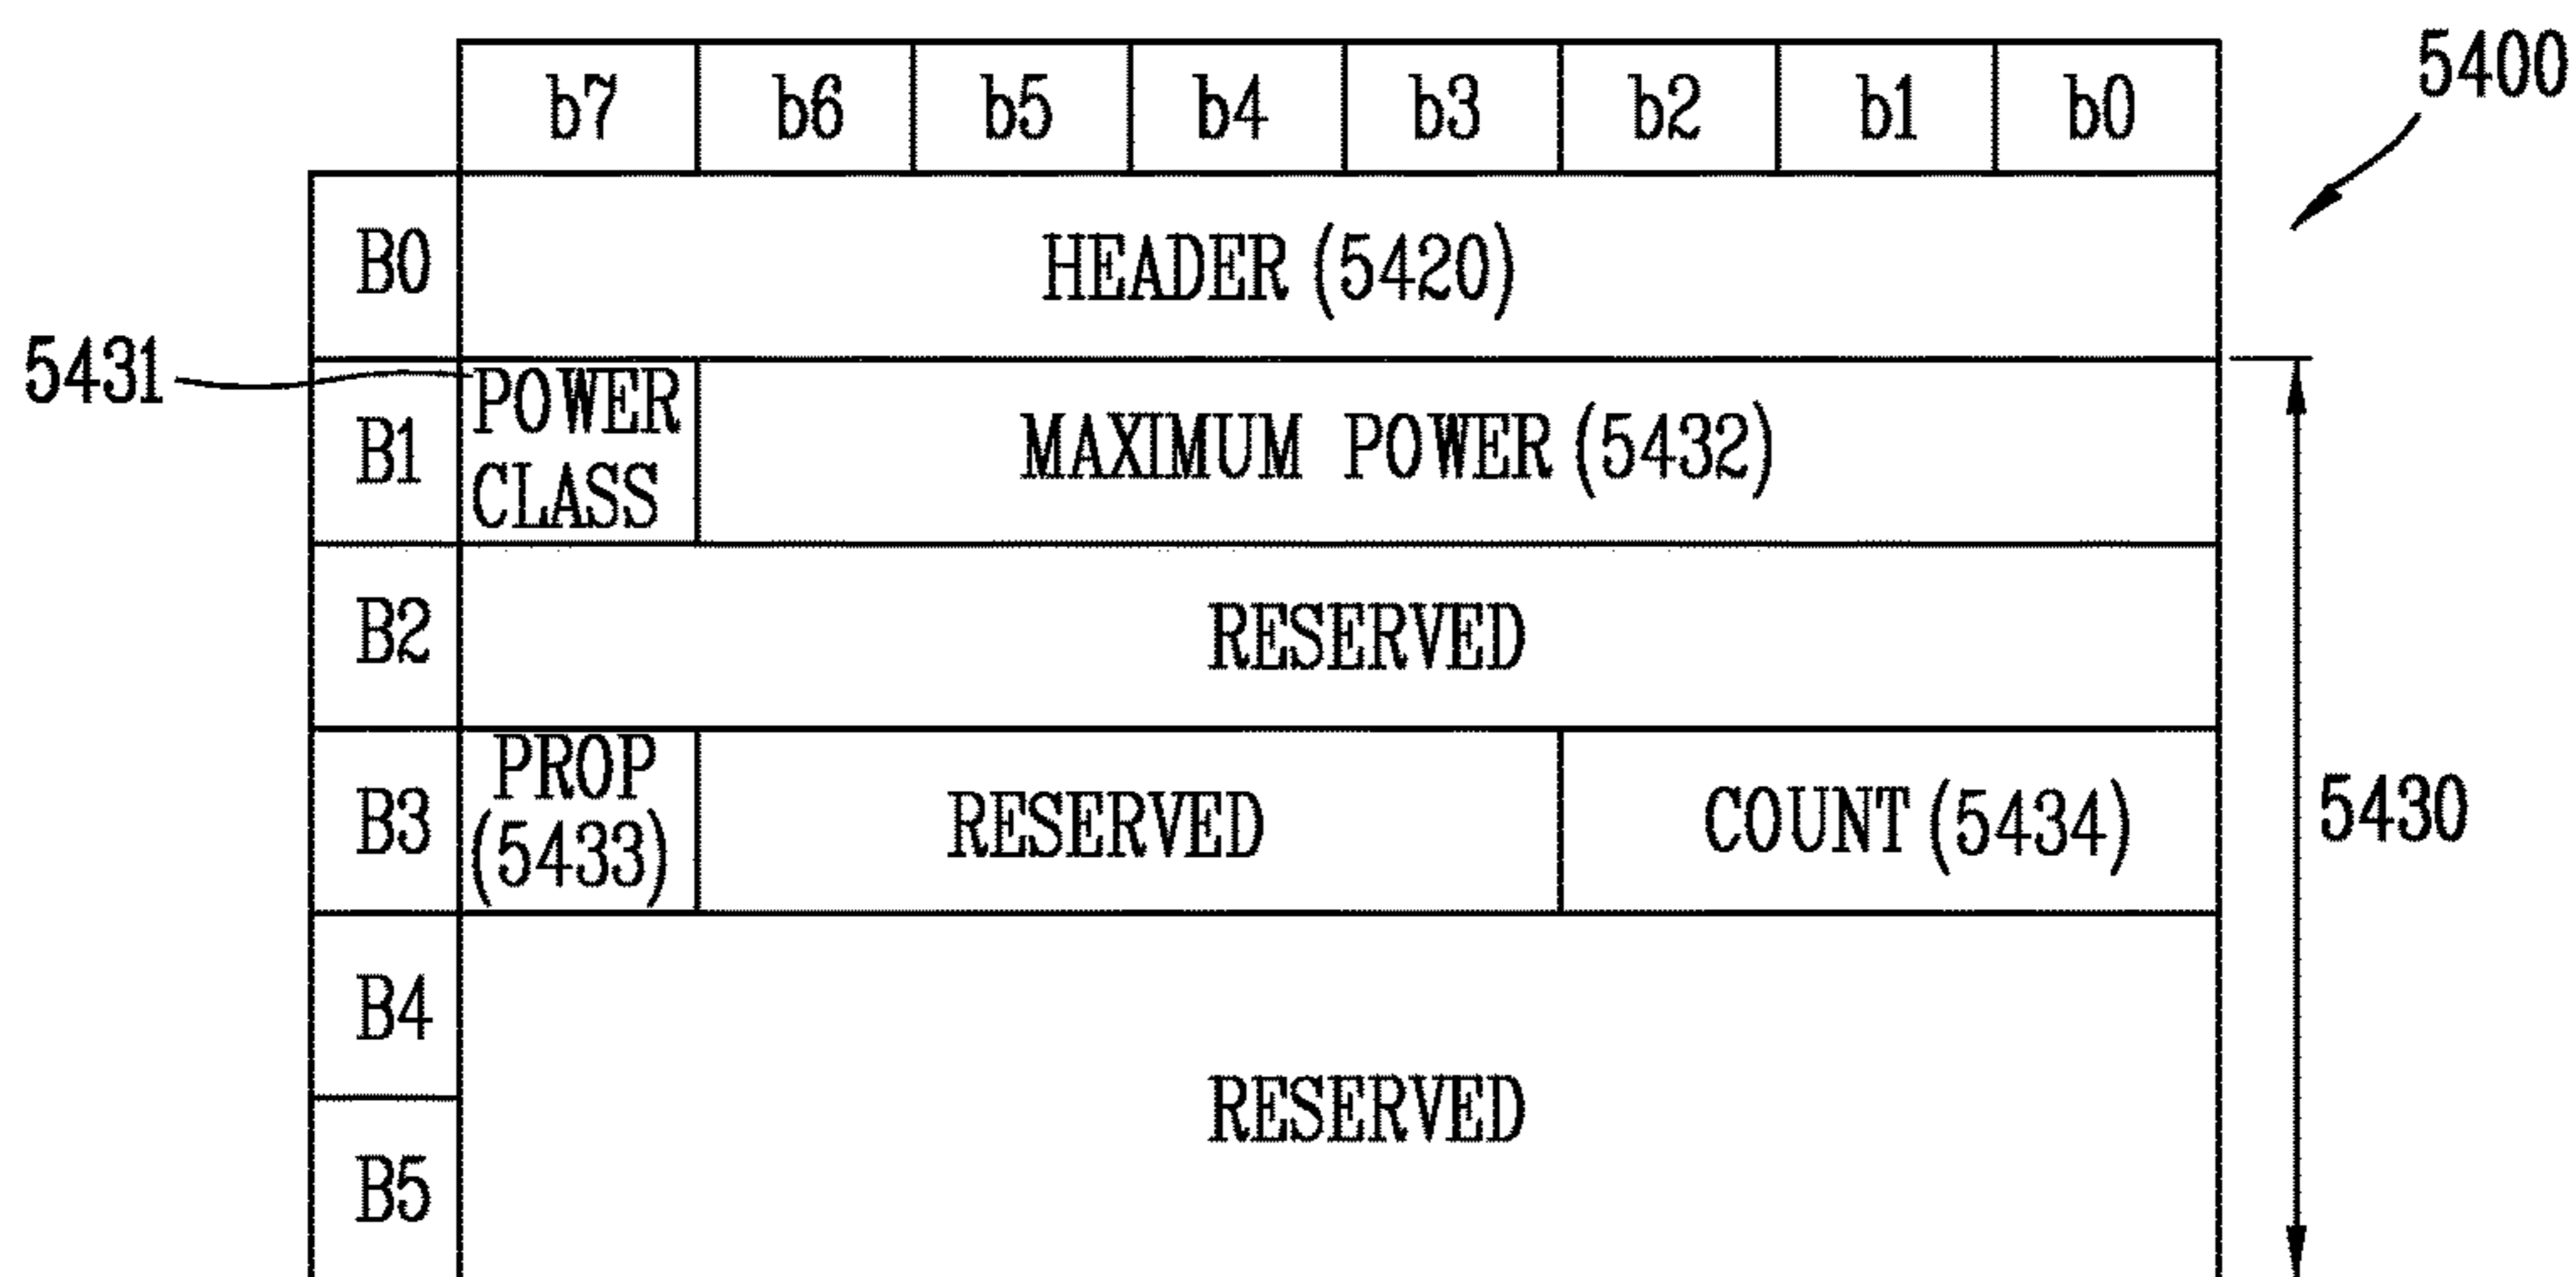 b7 b6 b5 b4 b3 b2 b1 b0
5400
B0 HEADER (5420)
5431
B1 POWER CLASS MAXIMUM POWER (5432)
B2 RESERVED
B3 PROP (5433) RESERVED COUNT (5434)
5430
B4
RESERVED
B5